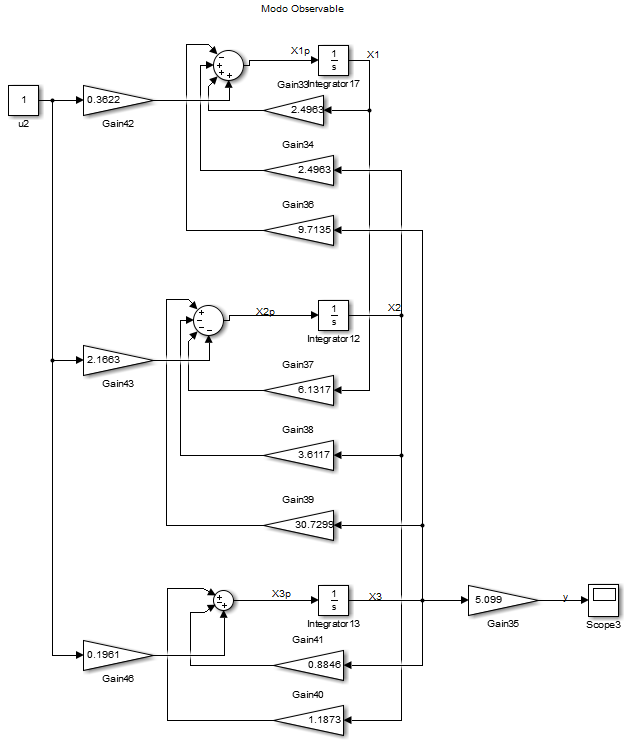 Modo Observable
X1p
X1
1
s
Gain33
Integrator17
1
u2
0.3622
Gain42
2.4963
Gain34
2.4963
Gain36
9.7135
X2p
X2
1
s
Integrator12
2.1663
Gain43
Gain37
6.1317
Gain38
3.6117
Gain39
30.7299
X3p
X3
1
s
Integrator13
5.099
Gain35
y
Scope3
0.1961
Gain46
Gain41
0.8846
Gain40
1.1873